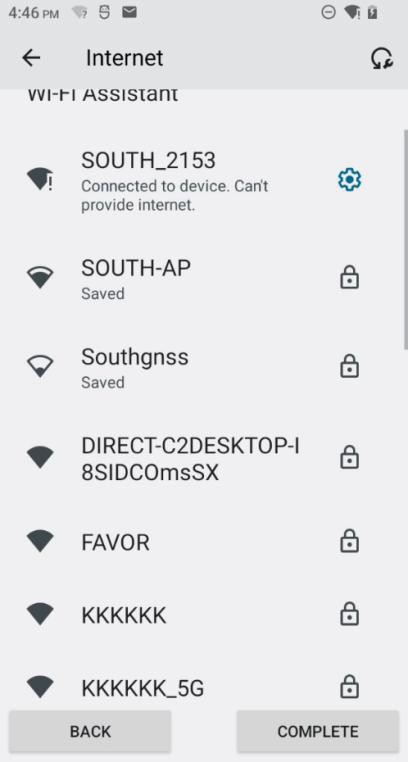 4:46 PM
Internet
Wi-Fi Assistant
SOUTH_2153
Connected to device. Can't
provide internet.
SOUTH-AP
Saved
Southgnss
Saved
DIRECT-C2DESKTOP-I
8SIDCOmsSX
FAVOR
KKKKKK
KKKKKK_5G
BACK
COMPLETE